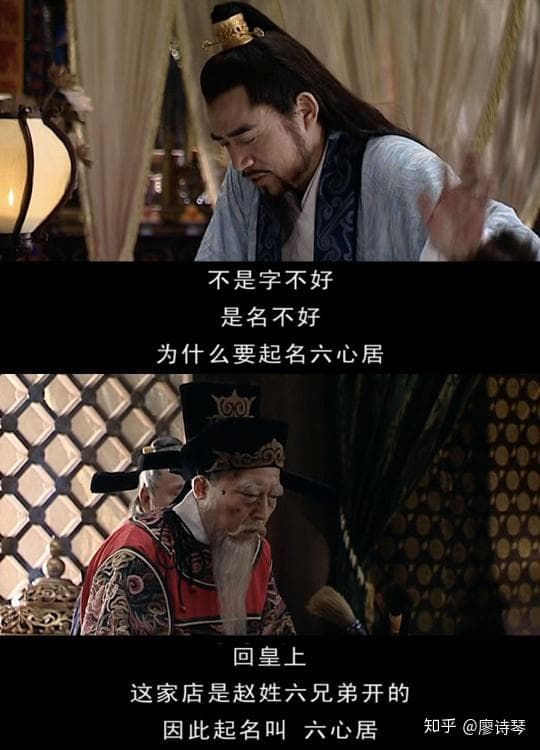 不是字不好
是名不好
为什么要起名六心居
回皇上
这家店是赵姓六兄弟开的
因此起名叫 六心居
知乎 @廖诗琴